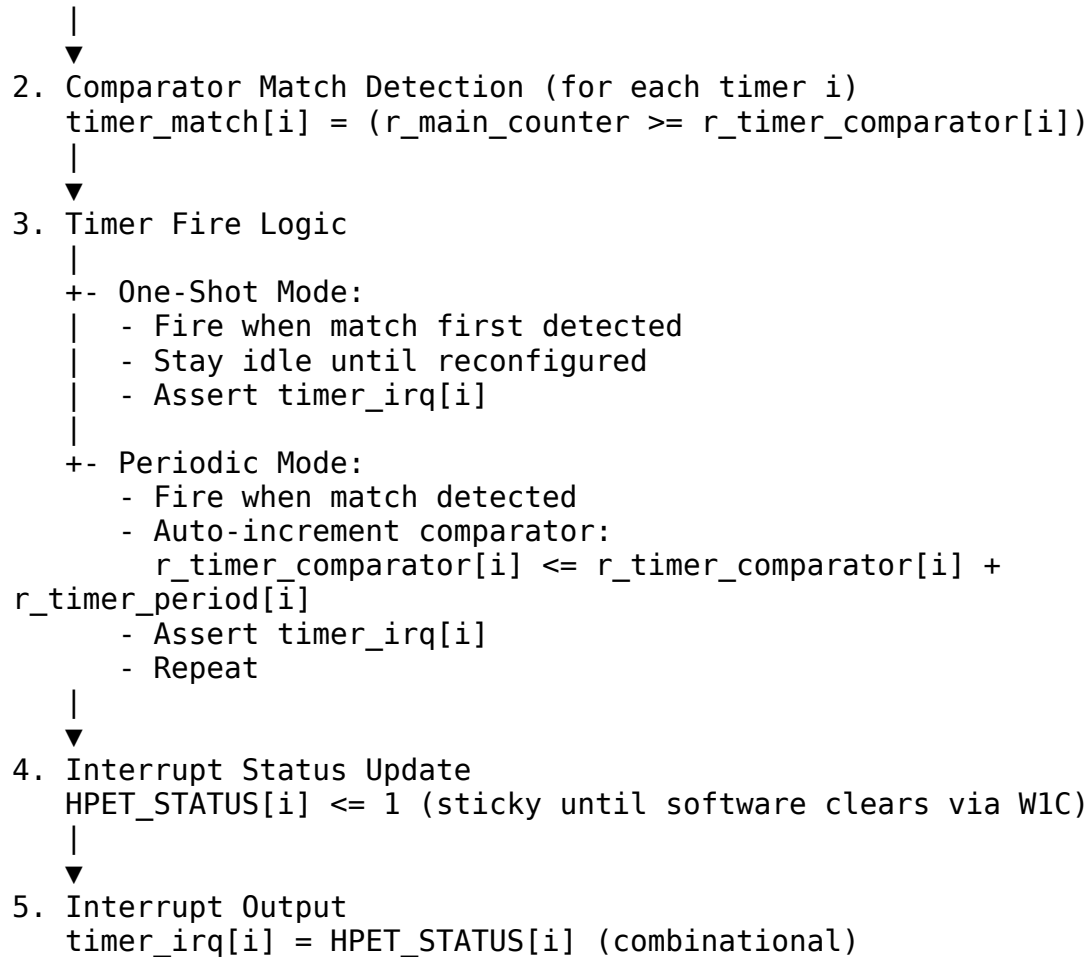 |
   ▼
2. Comparator Match Detection (for each timer i)
   timer_match[i] = (r_main_counter >= r_timer_comparator[i])
   |
   ▼
3. Timer Fire Logic
   |
   +- One-Shot Mode:
   |  - Fire when match first detected
   |  - Stay idle until reconfigured
   |  - Assert timer_irq[i]
   |
   +- Periodic Mode:
      - Fire when match detected
      - Auto-increment comparator:
        r_timer_comparator[i] <= r_timer_comparator[i] +
r_timer_period[i]
      - Assert timer_irq[i]
      - Repeat
   |
   ▼
4. Interrupt Status Update
   HPET_STATUS[i] <= 1 (sticky until software clears via W1C)
   |
   ▼
5. Interrupt Output
   timer_irq[i] = HPET_STATUS[i] (combinational)